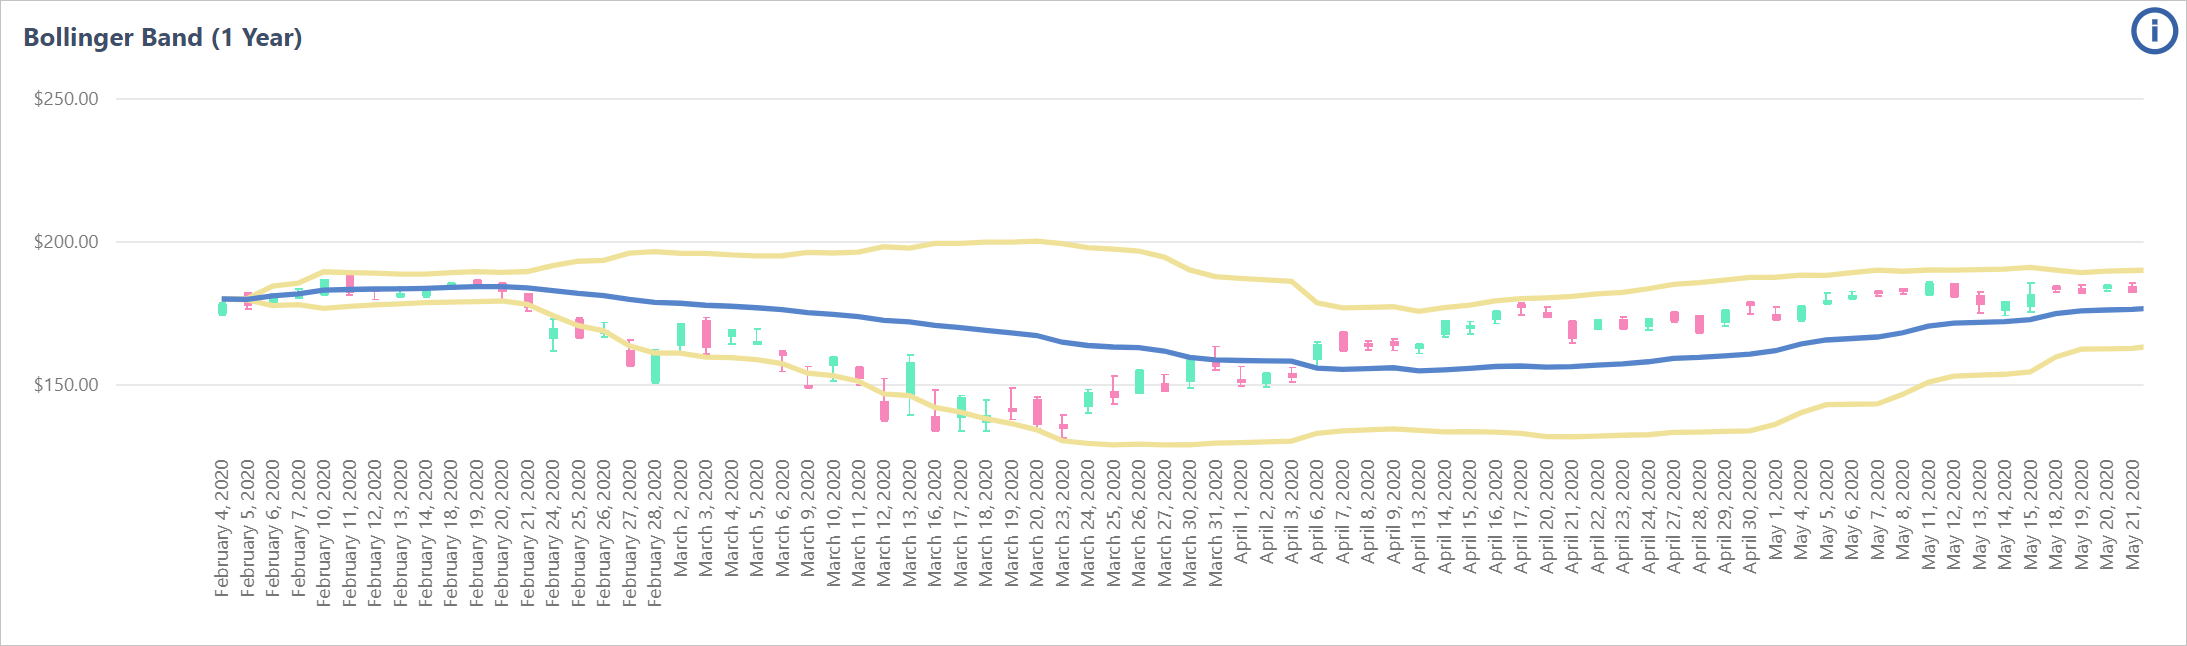 Bollinger Band (1 Year)
i
$250.00
$200.00
$150.00
February 4, 2020
February 5, 2020
February 6, 2020
February 7, 2020
February 10, 2020
February 11, 2020
February 12, 2020
February 13, 2020
February 14, 2020
February 18, 2020
February 19, 2020
February 20, 2020
February 21, 2020
February 24, 2020
February 25, 2020
February 26, 2020
February 27, 2020
February 28, 2020
March 2, 2020
March 3, 2020
March 4, 2020
March 5, 2020
March 6, 2020
March 9, 2020
March 10, 2020
March 11, 2020
March 12, 2020
March 13, 2020
March 16, 2020
March 17, 2020
March 18, 2020
March 19, 2020
March 20, 2020
March 23, 2020
March 24, 2020
March 25, 2020
March 26, 2020
March 27, 2020
March 30, 2020
March 31, 2020
April 1, 2020
April 2, 2020
April 3, 2020
April 6, 2020
April 7, 2020
April 8, 2020
April 9, 2020
April 13, 2020
April 14, 2020
April 15, 2020
April 16, 2020
April 17, 2020
April 20, 2020
April 21, 2020
April 22, 2020
April 23, 2020
April 24, 2020
April 27, 2020
April 28, 2020
April 29, 2020
April 30, 2020
May 1, 2020
May 4, 2020
May 5, 2020
May 6, 2020
May 7, 2020
May 8, 2020
May 11, 2020
May 12, 2020
May 13, 2020
May 14, 2020
May 15, 2020
May 18, 2020
May 19, 2020
May 20, 2020
May 21, 2020